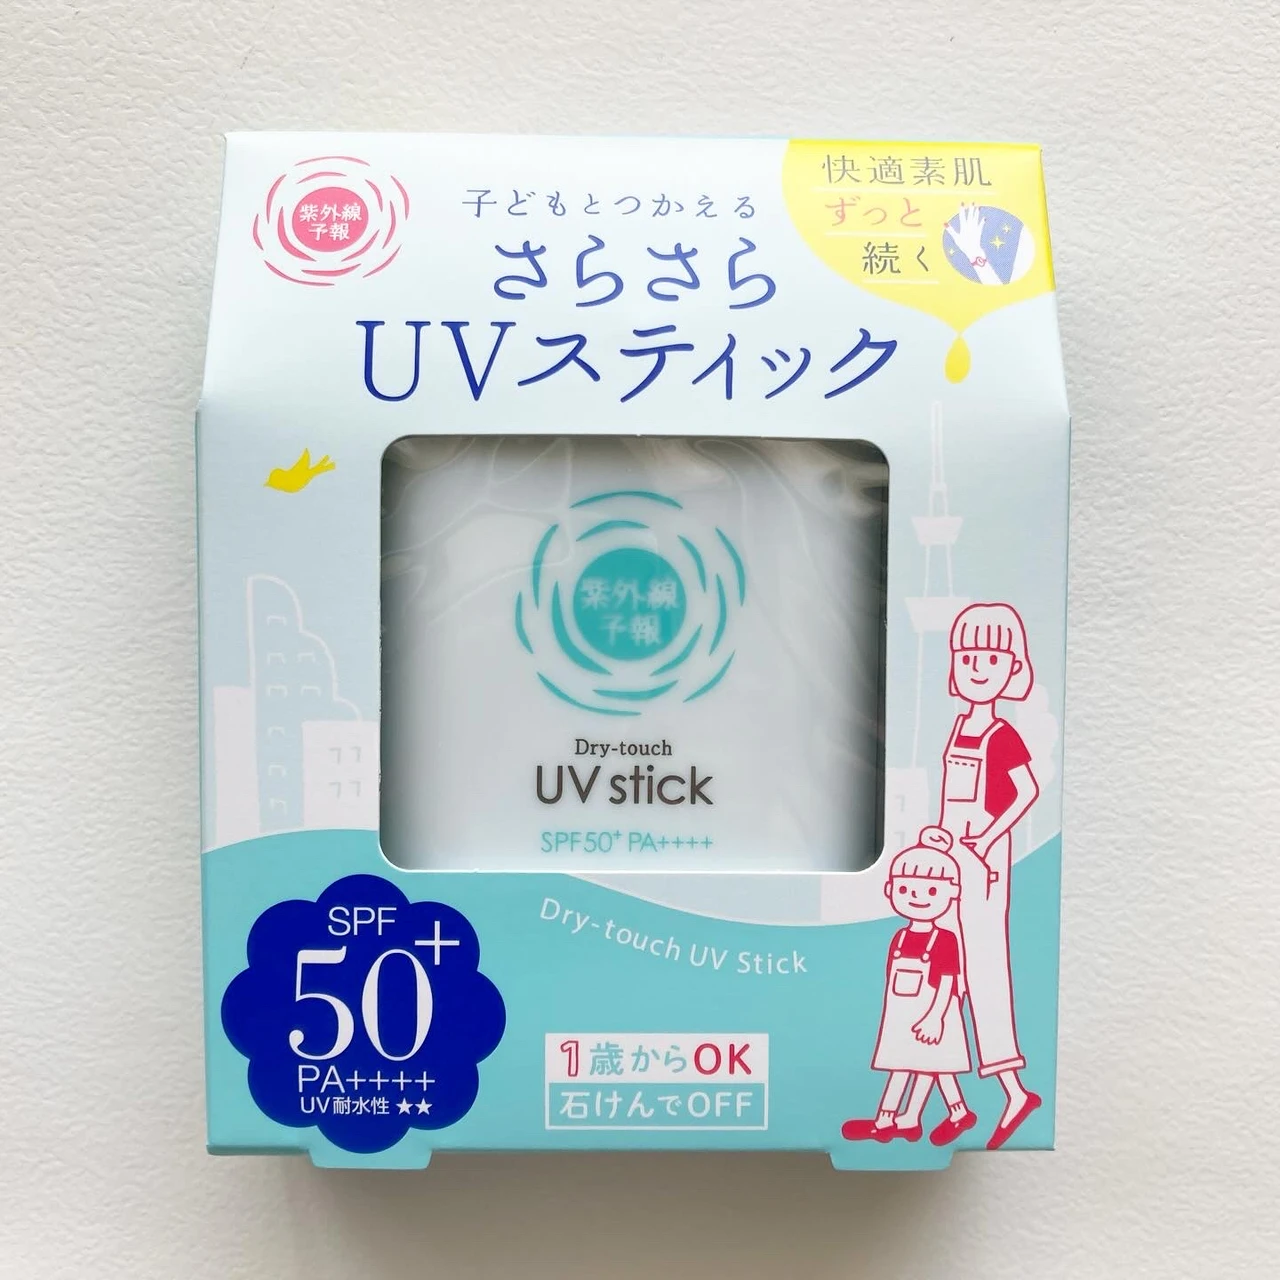 紫外線
予報
子どもとつかえる
さらさら
UVスティック
快適素肌
ずっと
続く
紫外線
予報
Dry-touch
UV stick
SPF50+ PA++++
Dry-touch UV Stick
SPF
50+
PA++++
UV耐水性★★
1歳からOK
石けんでOFF